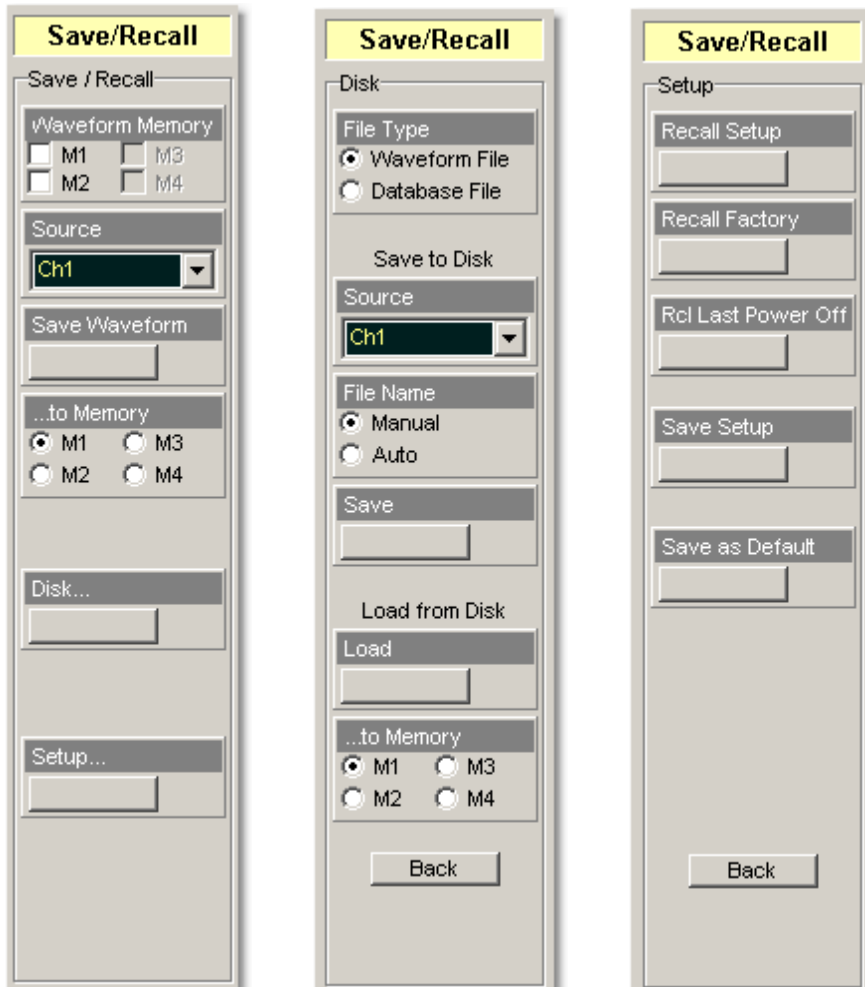 Save/Recall
Save / Recall
Waveform Memory
M1 M3
M2 M4
Source
Ch1
Save Waveform
...to Memory
M1 M3
M2 M4
Disk...
Setup...
Save/Recall
Disk
File Type
Waveform File
Database File
Save to Disk
Source
Ch1
File Name
Manual
Auto
Save
Load from Disk
Load
...to Memory
M1 M3
M2 M4
Back
Save/Recall
Setup
Recall Setup
Recall Factory
Rcl Last Power Off
Save Setup
Save as Default
Back